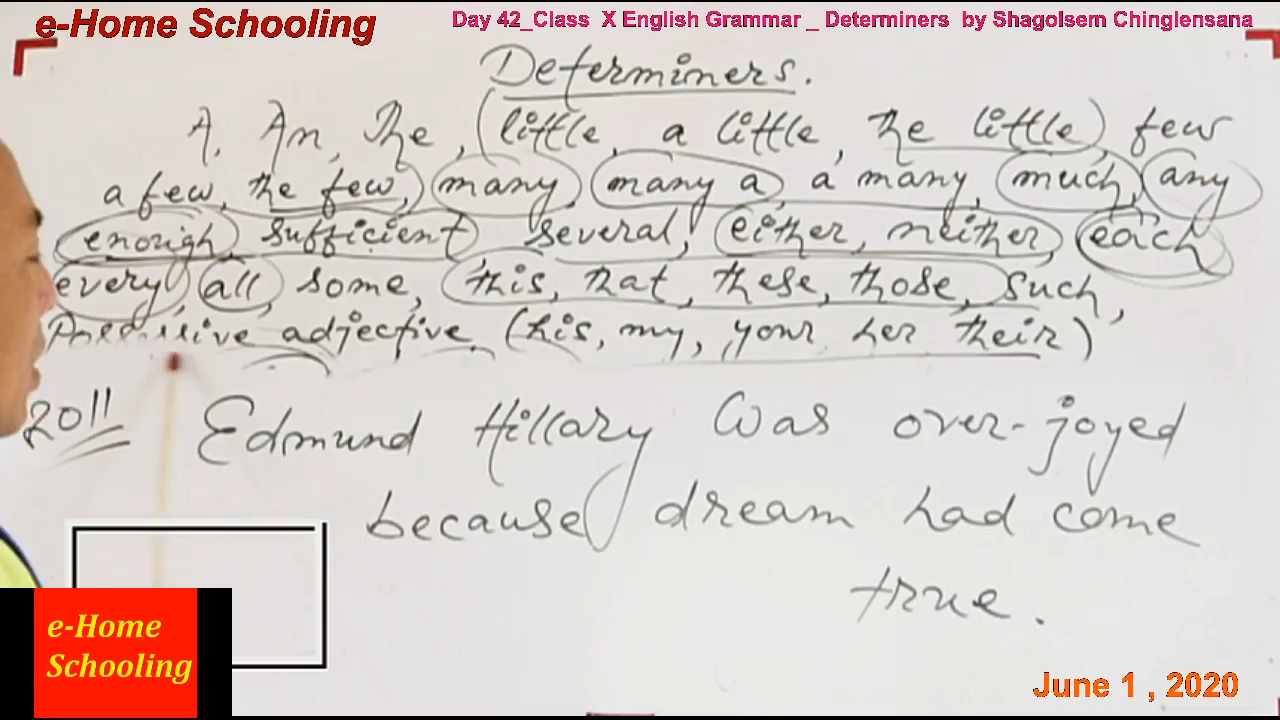 e-Home Schooling
Day 42_Class X English Grammar _ Determiners by Shagolsem Chinglensana
Determiners.
A, An, The, (little, a little, the little) few
a few, the few,) many, many a, a many, much, any
enough, sufficient, several, either, neither, each
every, all, some, this, that, these, those, such,
Possessive adjective (his, my, your her their)
2011 Edmund Hillary was over-joyed
because dream had come
true.
e-Home
Schooling
June 1 , 2020